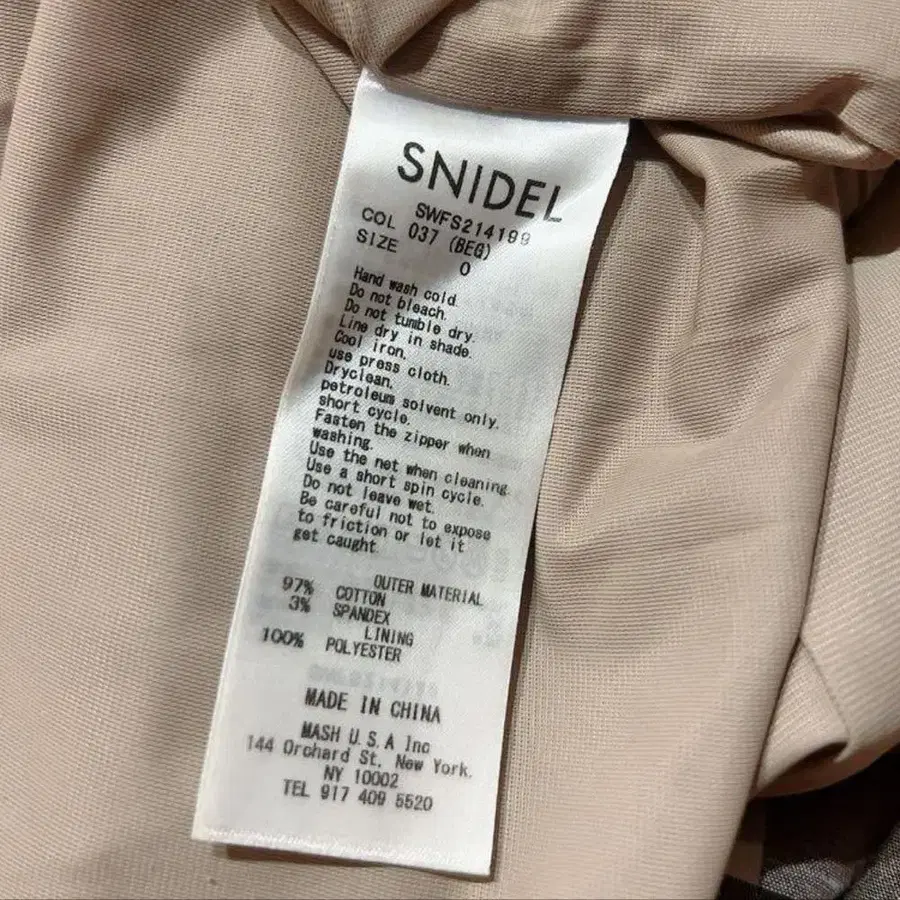 SNIDEL
SWFS214199
COL 037 (BEG)
SIZE 0
Hand wash cold.
Do not bleach.
Do not tumble dry.
Line dry in shade.
Cool iron.
use press cloth.
Dryclean.
petroleum solvent only.
short cycle.
Fasten the zipper when
washing.
Use the net when cleaning.
Use a short spin cycle.
Do not leave wet.
Be careful not to expose
to friction or let it
get caught.
OUTER MATERIAL
97% COTTON
3% SPANDEX
LINING
100% POLYESTER
MADE IN CHINA
MASH U.S.A Inc
144 Orchard St, New York.
NY 10002
TEL 917 409 5520